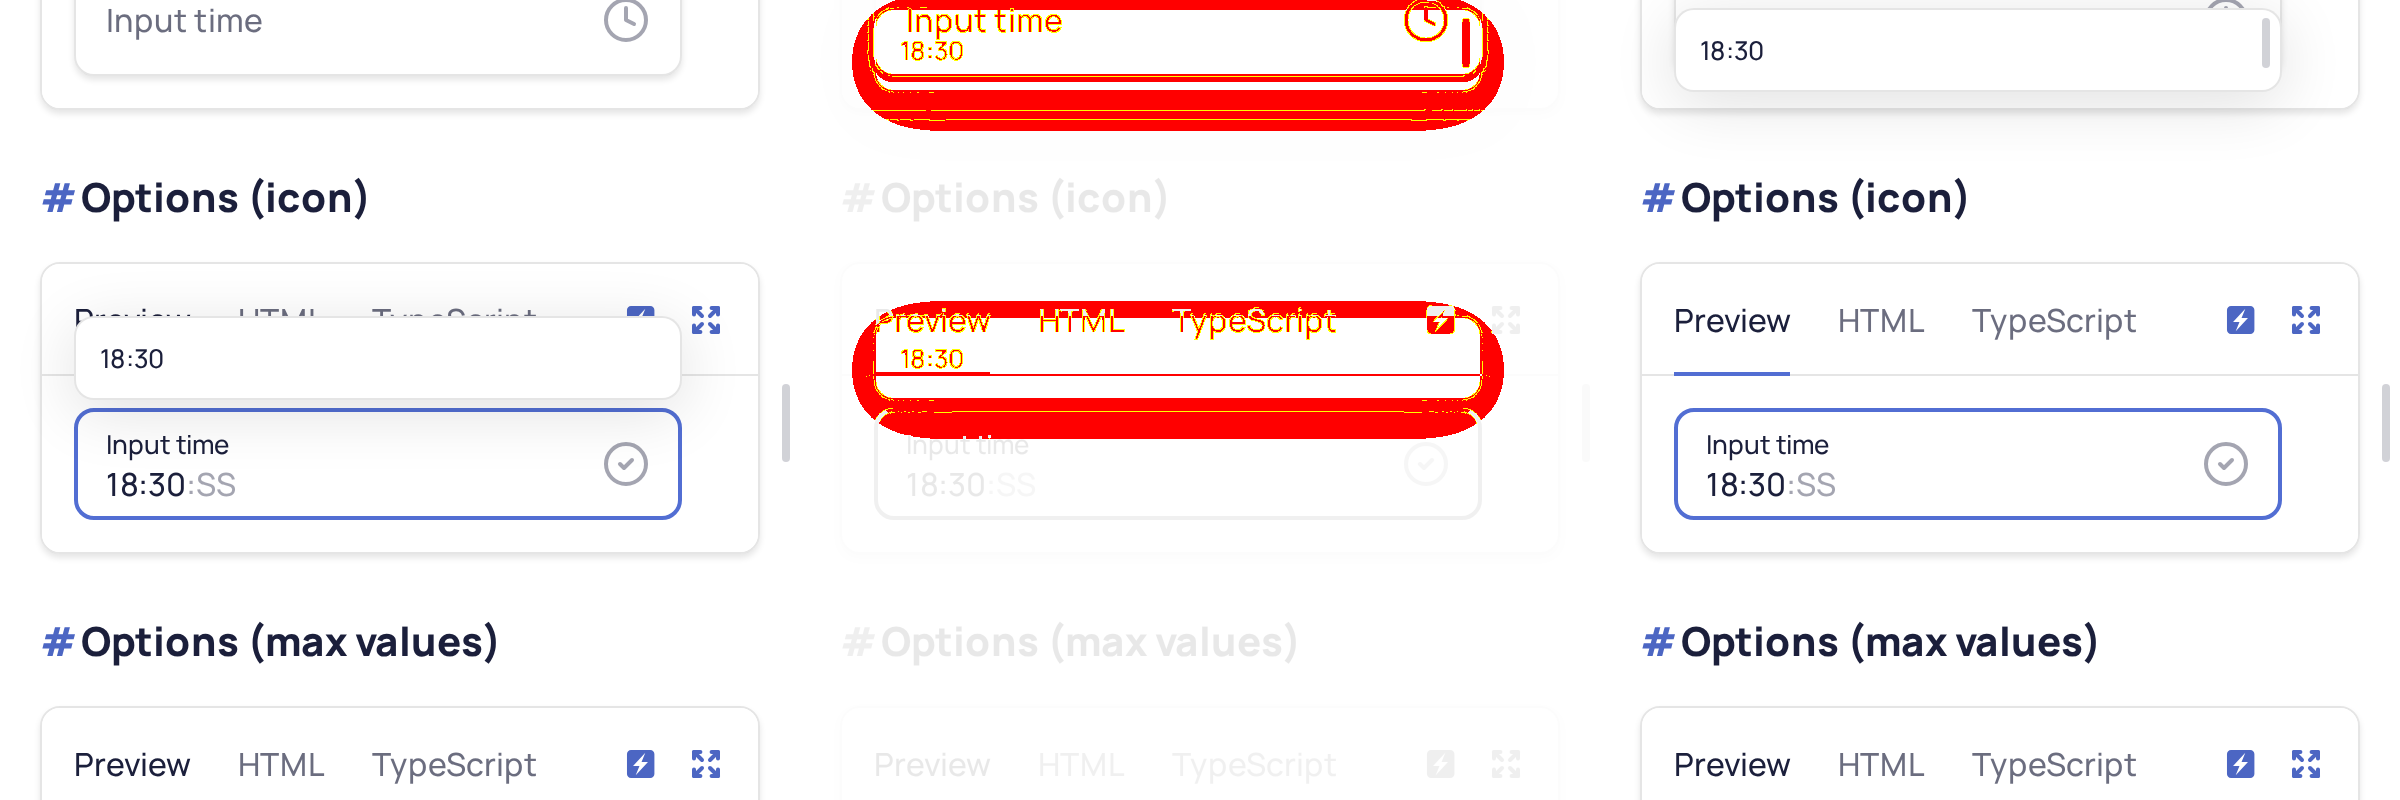 Input time
Input time
18:30
18:30
# Options (icon)
# Options (icon)
# Options (icon)
Preview HTML TypeScript
18:30
Input time
18:30:SS
Preview HTML TypeScript
18:30
Input time
18:30:SS
Preview HTML TypeScript
Input time
18:30:SS
# Options (max values)
# Options (max values)
# Options (max values)
Preview HTML TypeScript
Preview HTML TypeScript
Preview HTML TypeScript